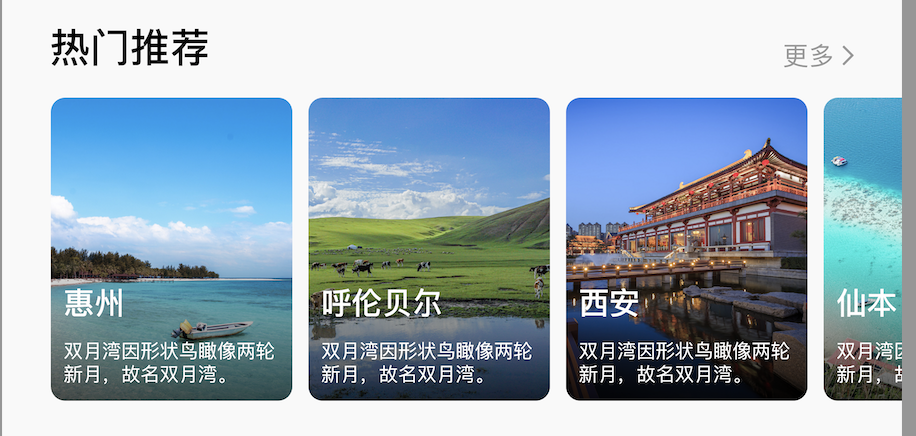 热门推荐
更多
惠州
双月湾因形状鸟瞰像两轮
新月，故名双月湾。
呼伦贝尔
双月湾因形状鸟瞰像两轮
新月，故名双月湾。
西安
双月湾因形状鸟瞰像两轮
新月，故名双月湾。
仙本
双月湾
新月，